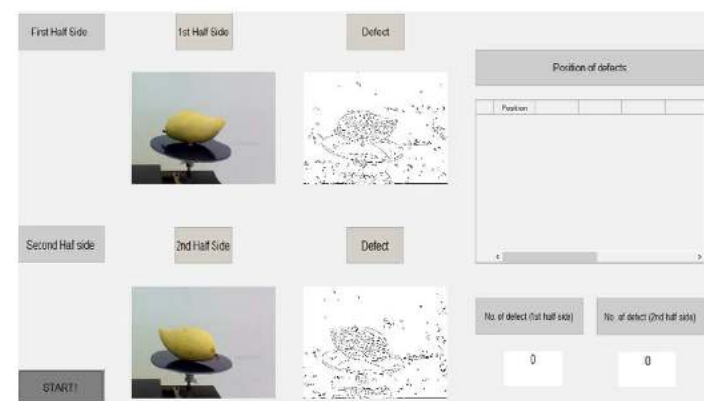 First Half Side
1st Half Side
Defect
Position of defects
Position
Second Half side
2nd Half Side
Defect
No. of defect (1st half side)
No. of defect (2nd half side)
0
0
START!